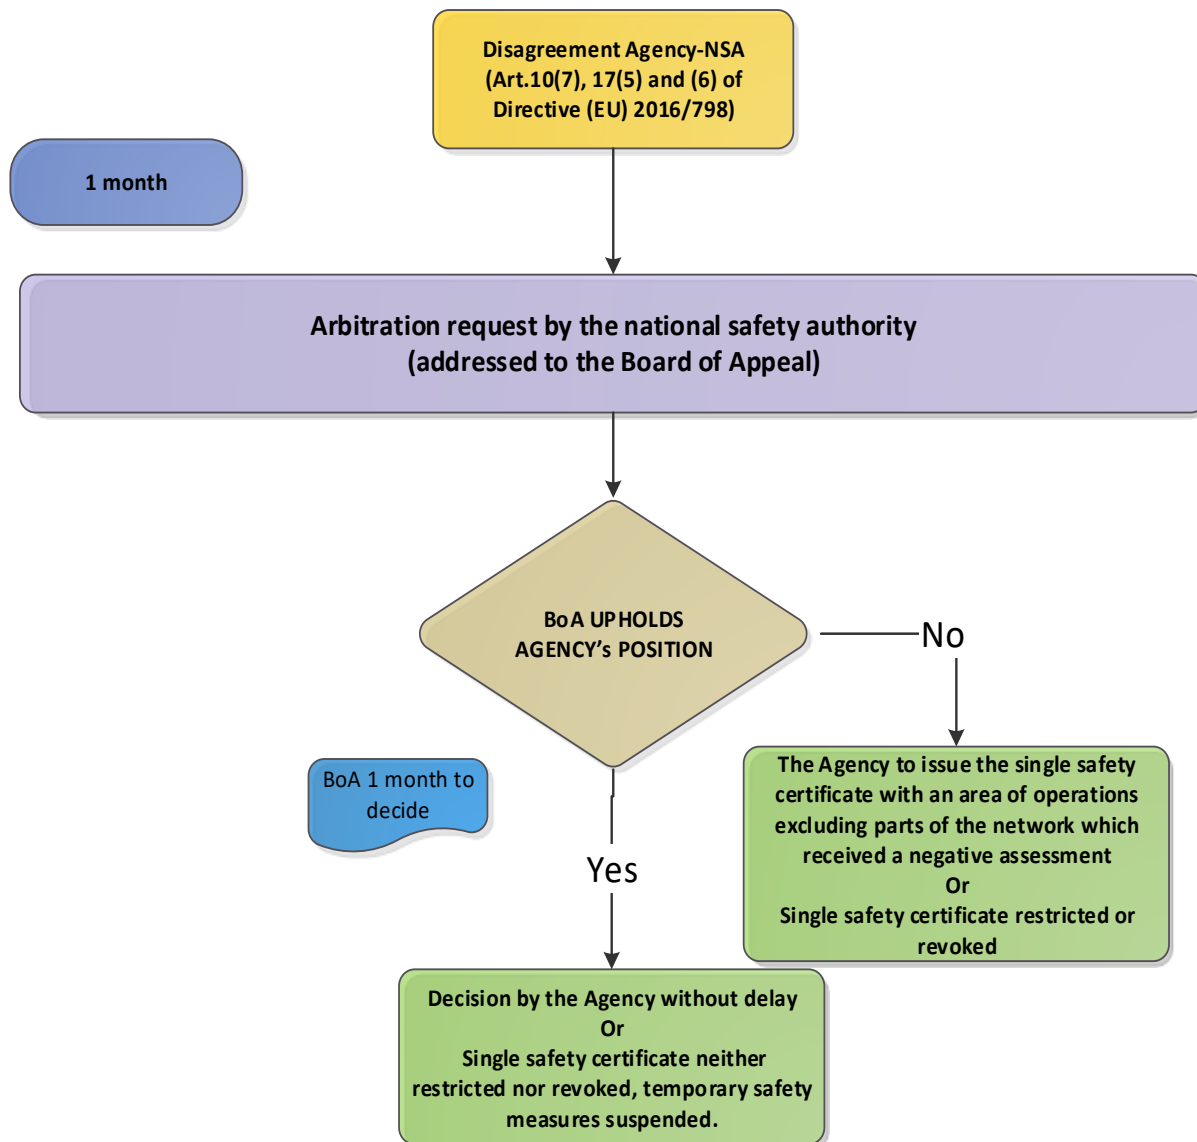 Disagreement Agency-NSA
(Art.10(7), 17(5) and (6) of
Directive (EU) 2016/798)
1 month
Arbitration request by the national safety authority
(addressed to the Board of Appeal)
BoA UPHOLDS
AGENCY's POSITION
No
BoA 1 month to
decide
The Agency to issue the single safety
certificate with an area of operations
excluding parts of the network which
received a negative assessment
Or
Single safety certificate restricted or
revoked
Yes
Decision by the Agency without delay
Or
Single safety certificate neither
restricted nor revoked, temporary safety
measures suspended.